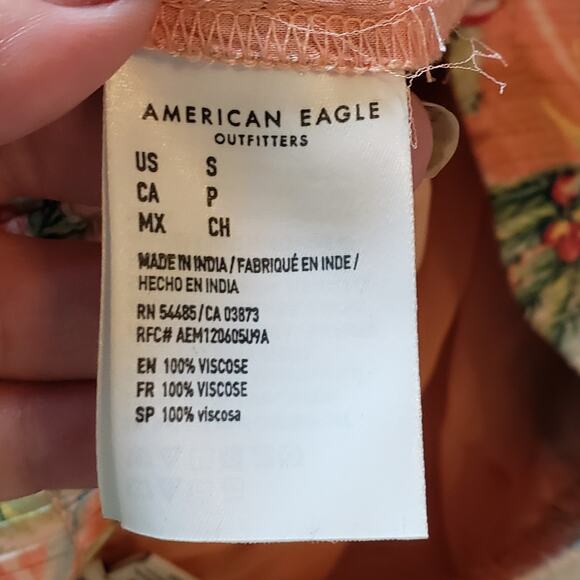 AMERICAN EAGLE
OUTFITTERS
US S
CA P
MX CH
MADE IN INDIA / FABRIQUÉ EN INDE /
HECHO EN INDIA
RN 54485 / CA 03873
RFC# AEM120605U9A
EN 100% VISCOSE
FR 100% VISCOSE
SP 100% viscosa